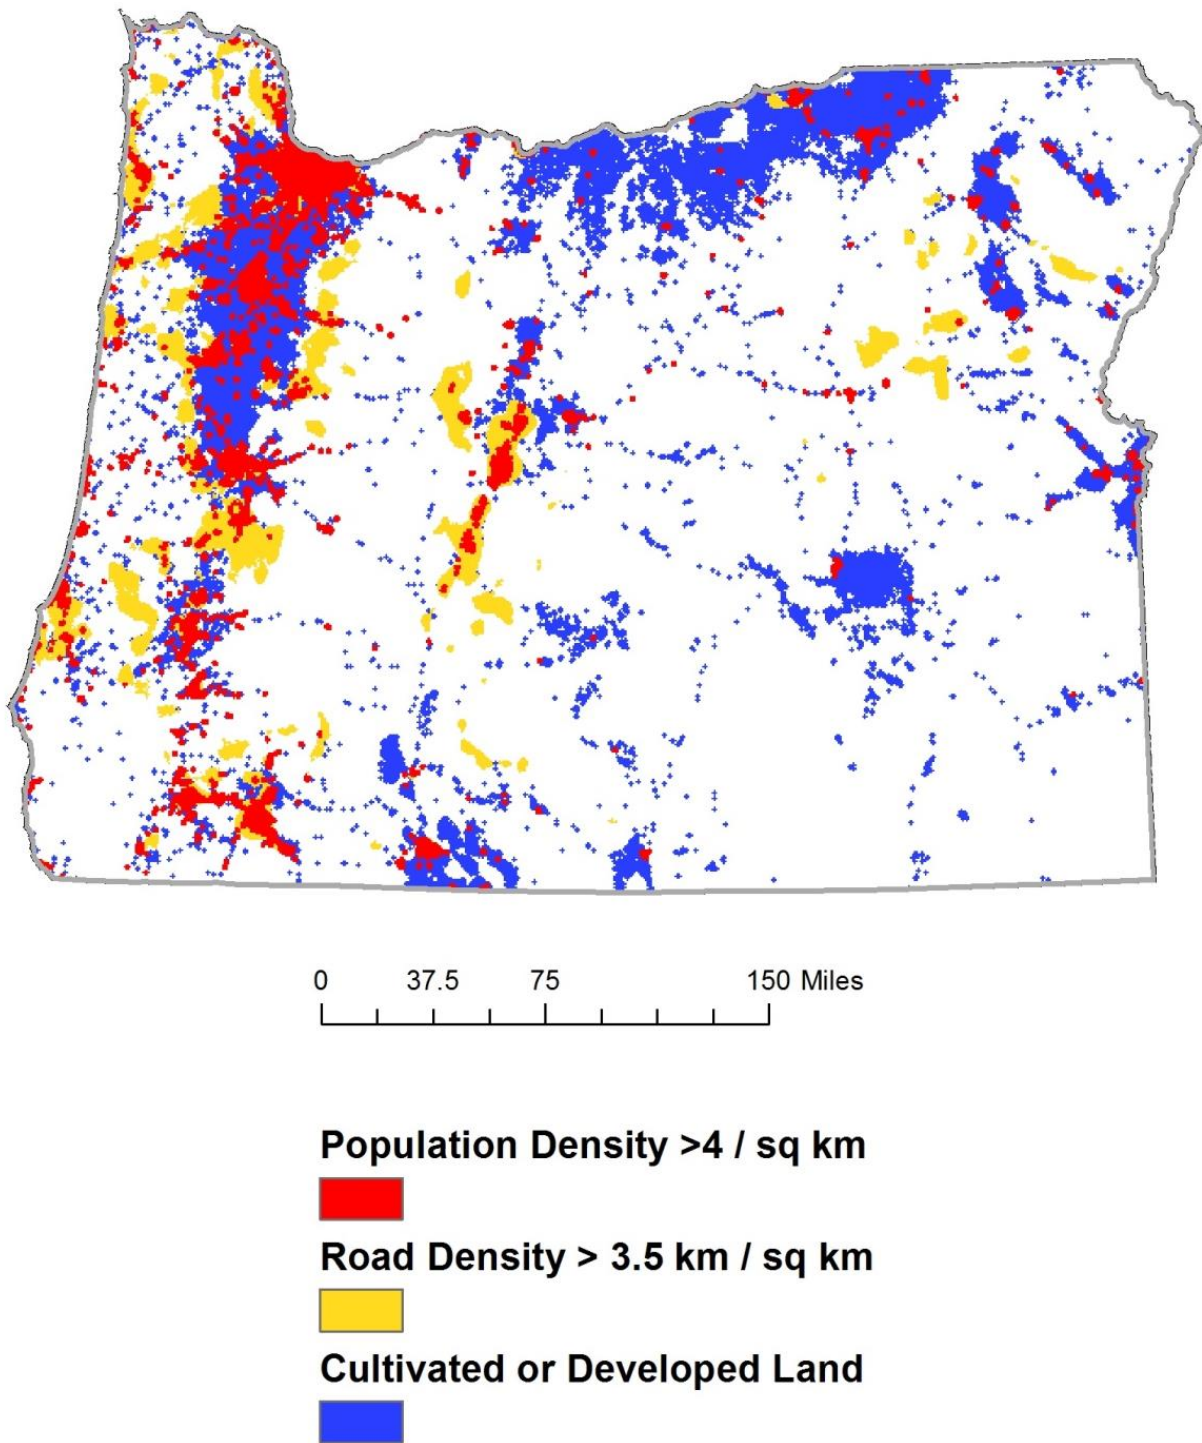 0 37.5 75 150 Miles
Population Density >4 / sq km
Road Density > 3.5 km / sq km
Cultivated or Developed Land